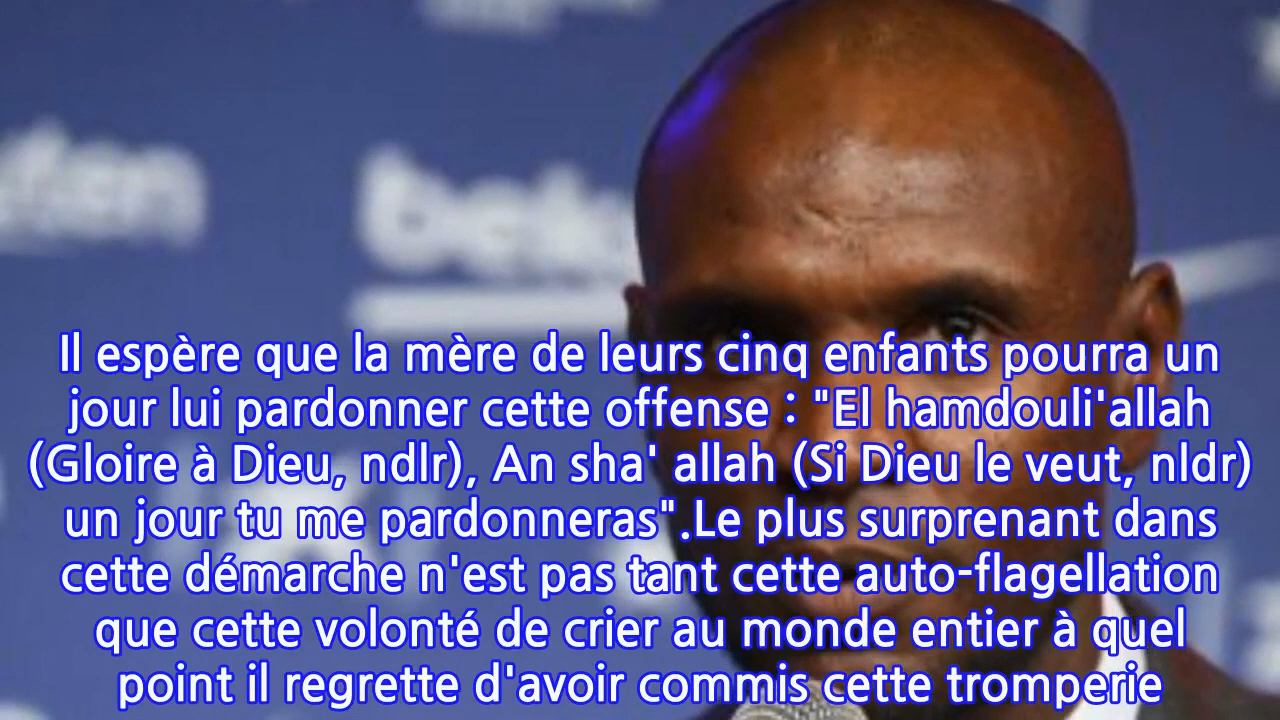 Il espère que la mère de leurs cinq enfants pourra un
jour lui pardonner cette offense : "El hamdouli'allah
(Gloire à Dieu, ndlr), An sha' allah (Si Dieu le veut, nldr)
un jour tu me pardonneras".Le plus surprenant dans
cette démarche n'est pas tant cette auto-flagellation
que cette volonté de crier au monde entier à quel
point il regrette d'avoir commis cette tromperie